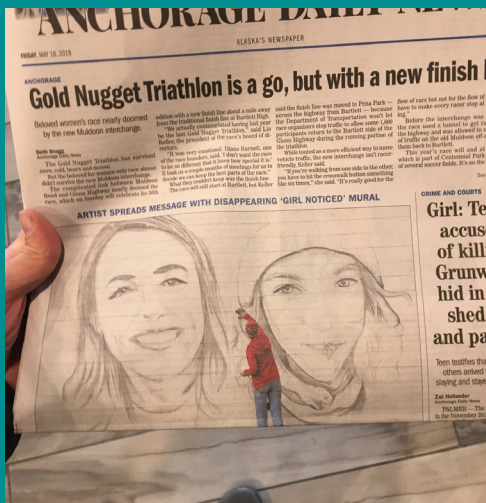 ANCHORAGE DAILY NEW
ALASKA'S NEWSPAPER
FRIDAY, MAY 18, 2018
ANCHORAGE
Gold Nugget Triathlon is a go, but with a new finish
Beloved women's race nearly doomed
by the new Muldoon interchange.
Beth Bragg
Anchorage Daily News
The Gold Nugget Triathlon has survived
snow, cold, bears and moose.
But the beloved women-only race almost
didn't survive the new Muldoon interchange.
The complicated link between Muldoon
Road and Glenn Highway nearly doomed the
race, which on Sunday will celebrate its 35th
edition with a new finish line about a mile away
from the traditional finish line at Bartlett High.
"We actually contemplated having last year
be the last Gold Nugget Triathlon," said Lia
Keller, the president of the race's board of di-
rectors.
"It was very emotional. Diane Barnett, one
of the race founders, said, 'I don't want the race
to be so different that it loses how special it is.'
It took us a couple of months of meetings for us to
decide we can keep the best parts of the race."
What they couldn't keep was the finish line.
The race will still start at Bartlett, but Keller
said the finish line was moved to Pena Park —
across the highway from Bartlett — because
the Department of Transportation won't let
race organizers stop traffic to allow some 1,600
participants return to the Bartlett side of the
Glenn Highway during the running portion of
the triathlon.
While touted as a more efficient way to move
vehicle traffic, the new interchange isn't racer-
friendly, Keller said.
"If you're walking from one side to the other,
you have to hit the crosswalk button something
like six times," she said. "It's really good for the
flow of cars but not for the flow of
have to make every racer stop at
ing."
Before the interchange was
the race used a tunnel to get ra
the highway and was allowed to s
of traffic on the old Muldoon off-r
them back to Bartlett.
This year's race will end at
which is part of Centennial Park
of several soccer fields. It's on the
See
ARTIST SPREADS MESSAGE WITH DISAPPEARING 'GIRL NOTICED' MURAL
CRIME AND COURTS
Girl: Te
accus
of kill
Grunw
hid in
shed
and pa
Teen testifies tha
others arrived
slaying and staye
Zaz Hollander
Anchorage Daily News
PALMER — The
in the November 20